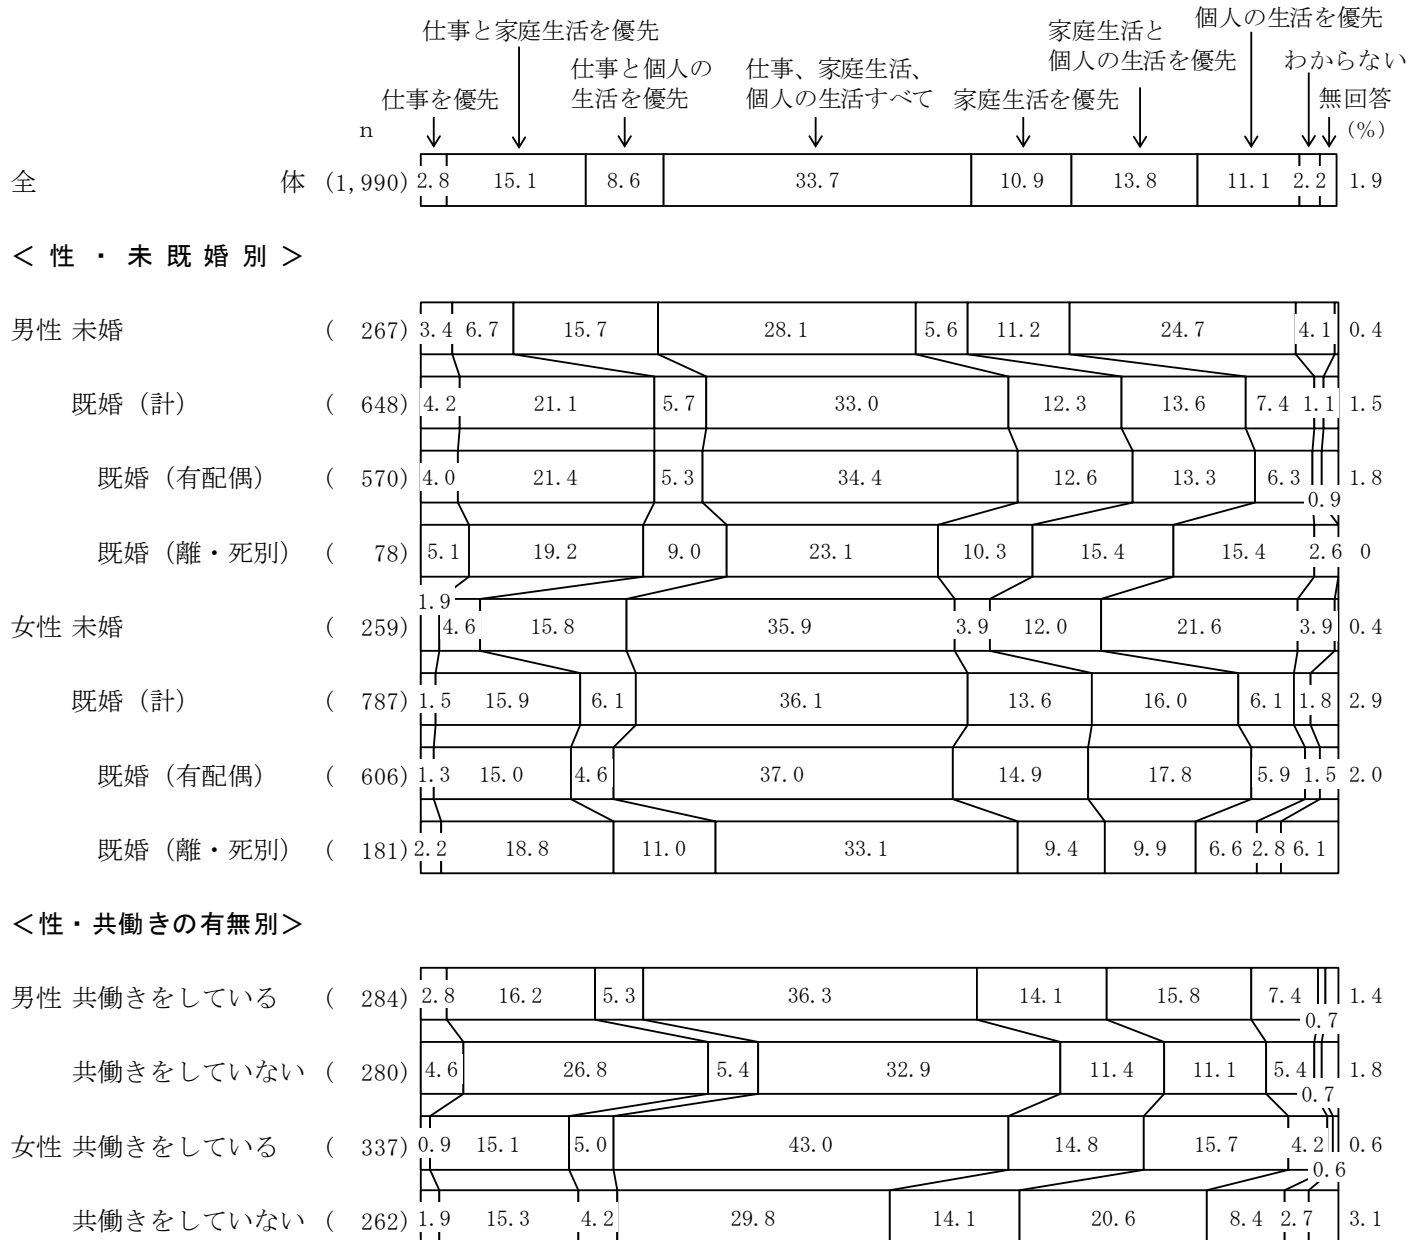 個人の生活を優先
仕事と家庭生活を優先
家庭生活と
個人の生活を優先
わからない
仕事と個人の
生活を優先
仕事、家庭生活、
個人の生活すべて
仕事を優先
家庭生活を優先
無回答
n
(%)
全体 (1,990) 2.8 15.1 8.6 33.7 10.9 13.8 11.1 2.2 1.9
＜性・未既婚別＞
男性 未婚 ( 267) 3.4 6.7 15.7 28.1 5.6 11.2 24.7 4.1 0.4
既婚（計） ( 648) 4.2 21.1 5.7 33.0 12.3 13.6 7.4 1.1 1.5
既婚（有配偶） ( 570) 4.0 21.4 5.3 34.4 12.6 13.3 6.3 0.9 1.8
既婚（離・死別） ( 78) 5.1 19.2 9.0 23.1 10.3 15.4 15.4 2.6 0
女性 未婚 ( 259) 1.9 4.6 15.8 35.9 3.9 12.0 21.6 3.9 0.4
既婚（計） ( 787) 1.5 15.9 6.1 36.1 13.6 16.0 6.1 1.8 2.9
既婚（有配偶） ( 606) 1.3 15.0 4.6 37.0 14.9 17.8 5.9 1.5 2.0
既婚（離・死別） ( 181) 2.2 18.8 11.0 33.1 9.4 9.9 6.6 2.8 6.1
＜性・共働きの有無別＞
男性 共働きをしている ( 284) 2.8 16.2 5.3 36.3 14.1 15.8 7.4 0.7 1.4
共働きをしていない ( 280) 4.6 26.8 5.4 32.9 11.4 11.1 5.4 0.7 1.8
女性 共働きをしている ( 337) 0.9 15.1 5.0 43.0 14.8 15.7 4.2 0.6 0.6
共働きをしていない ( 262) 1.9 15.3 4.2 29.8 14.1 20.6 8.4 2.7 3.1